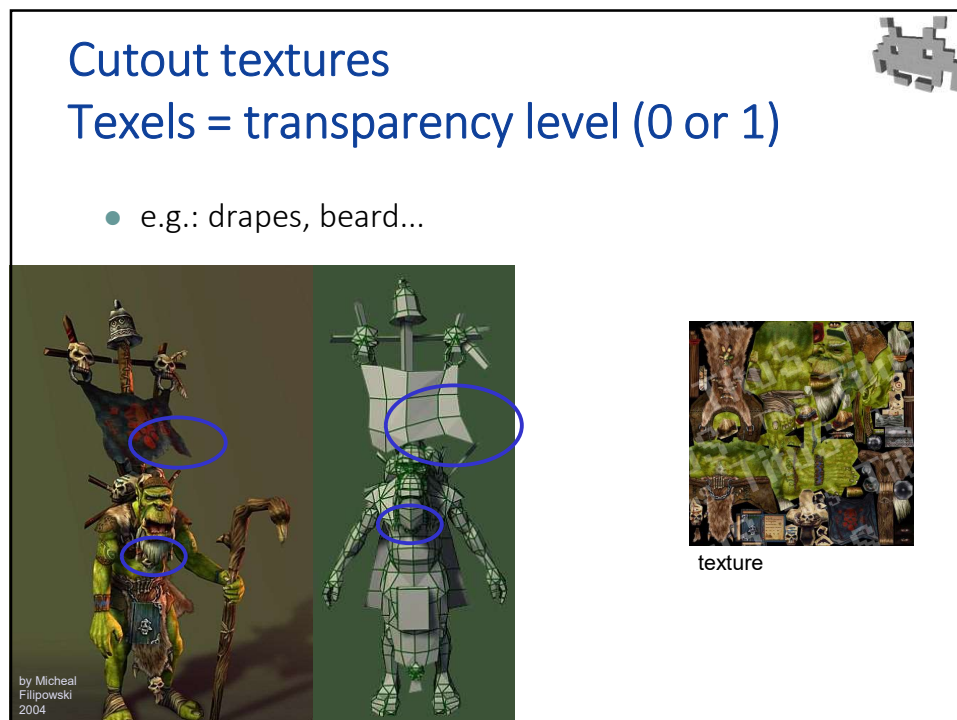 Cutout textures
Texels = transparency level (0 or 1)
e.g.: drapes, beard...
texture
by Micheal
Filipowski
2004